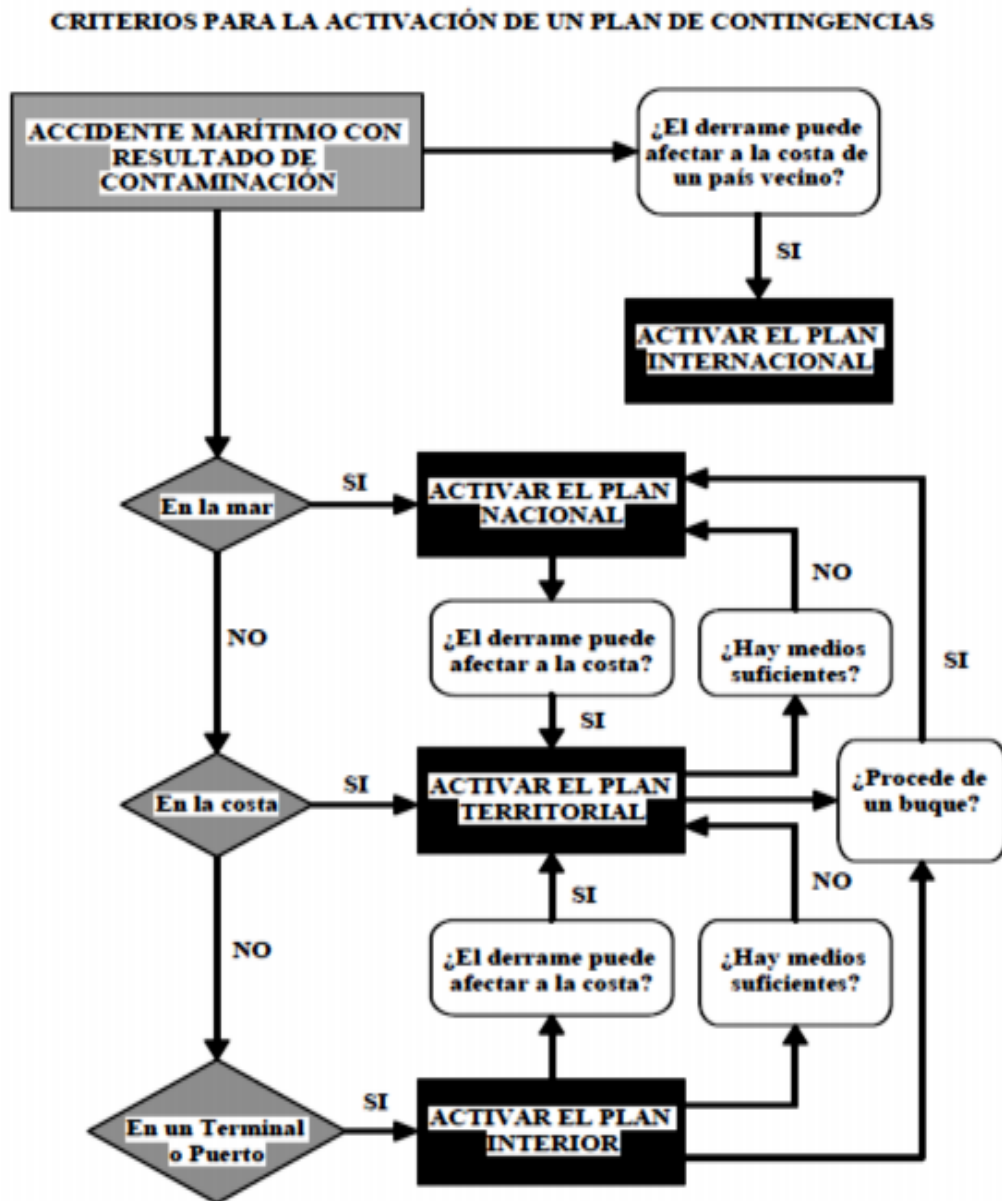 CRITERIOS PARA LA ACTIVACIÓN DE UN PLAN DE CONTINGENCIAS
ACCIDENTE MARÍTIMO CON
RESULTADO DE
CONTAMINACIÓN
¿El derrame puede
afectar a la costa de
un país vecino?
SI
ACTIVAR EL PLAN
INTERNACIONAL
En la mar
SI
ACTIVAR EL PLAN
NACIONAL
NO
NO
¿El derrame puede
afectar a la costa?
¿Hay medios
suficientes?
SI
SI
En la costa
SI
ACTIVAR EL PLAN
TERRITORIAL
¿Procede de
un buque?
NO
SI
NO
¿El derrame puede
afectar a la costa?
¿Hay medios
suficientes?
En un Terminal
o Puerto
SI
ACTIVAR EL PLAN
INTERIOR